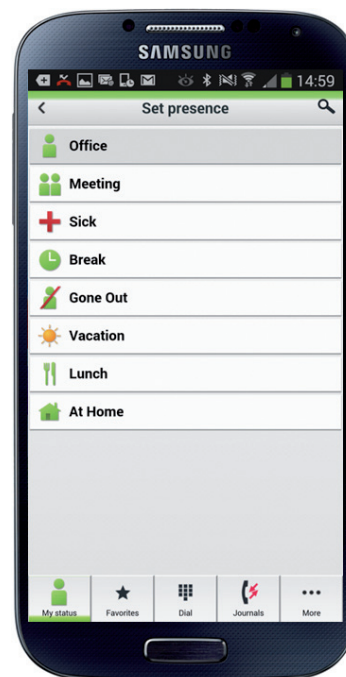 SAMSUNG
14:59
Set presence
Office
Meeting
Sick
Break
Gone Out
Vacation
Lunch
At Home
My status Favorites Dial Journals More